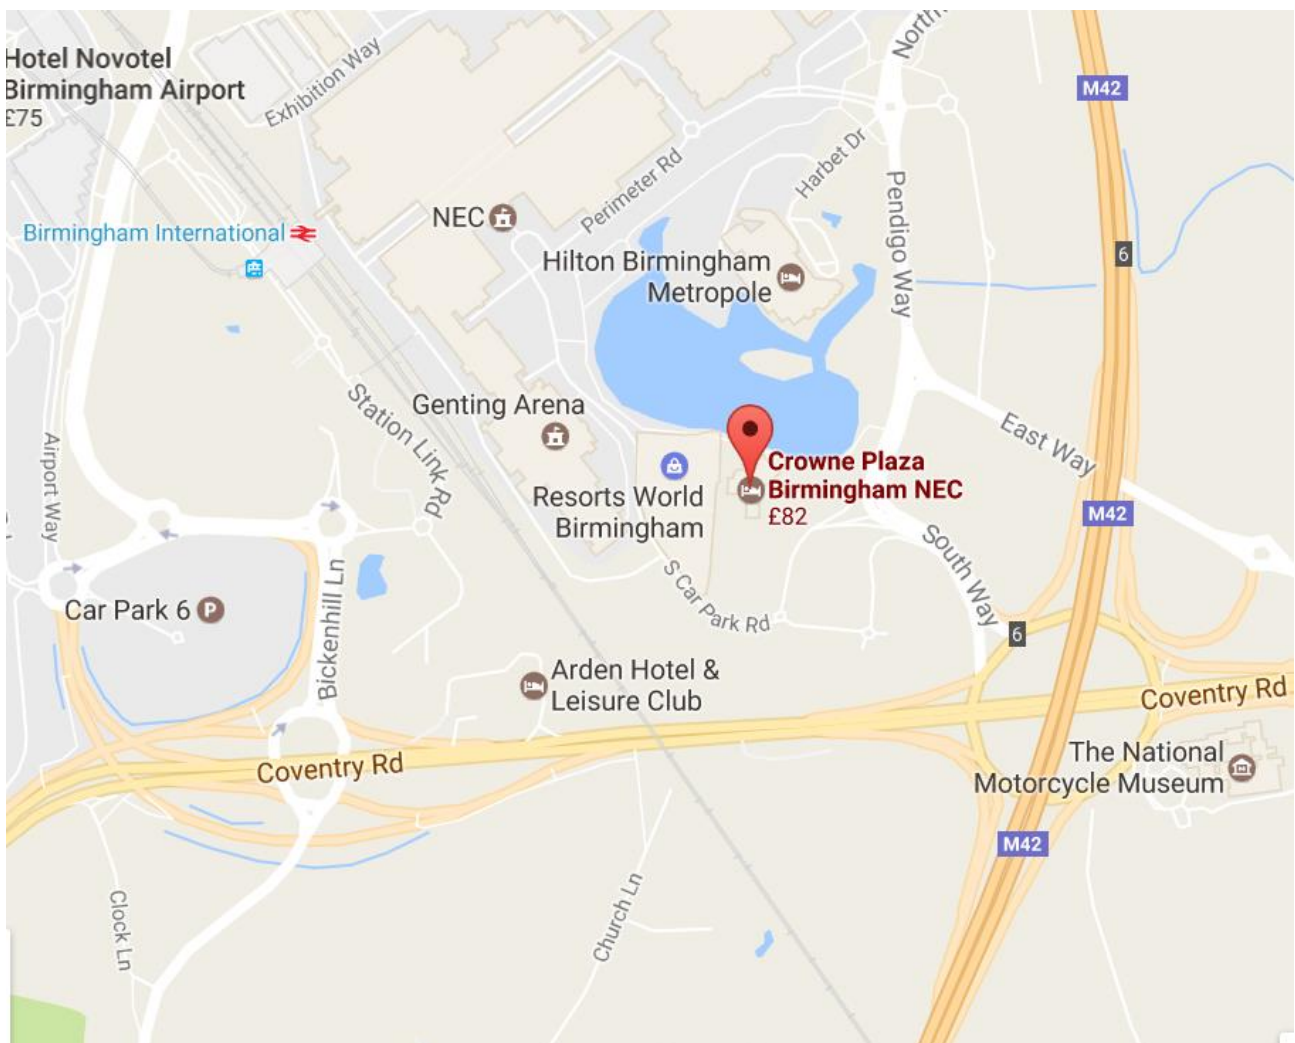 North
Hotel Novotel
Birmingham Airport
£75
Exhibition Way
M42
Harbet Dr
Perimeter Rd
Pendigo Way
NEC
Birmingham International
6
Hilton Birmingham
Metropole
Genting Arena
Station Link Rd
Airport Way
East Way
Crowne Plaza
Birmingham NEC
£82
Resorts World
Birmingham
M42
South Way
S Car Park Rd
Car Park 6 P
Bickenhill Ln
6
Arden Hotel &
Leisure Club
Coventry Rd
Coventry Rd
The National
Motorcycle Museum
M42
Clock Ln
Church Ln